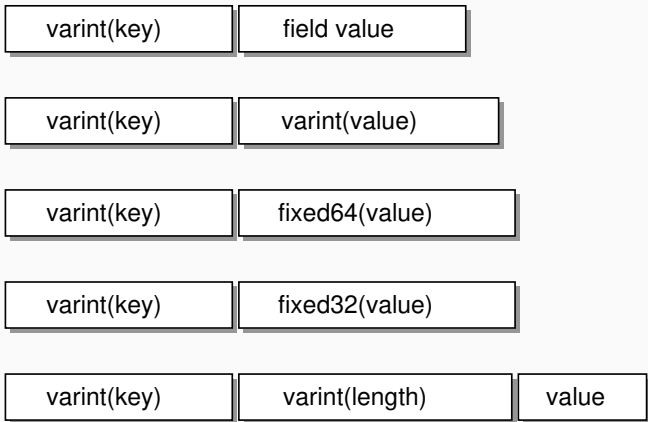 varint(key) field value
varint(key) varint(value)
varint(key) fixed64(value)
varint(key) fixed32(value)
varint(key) varint(length) value